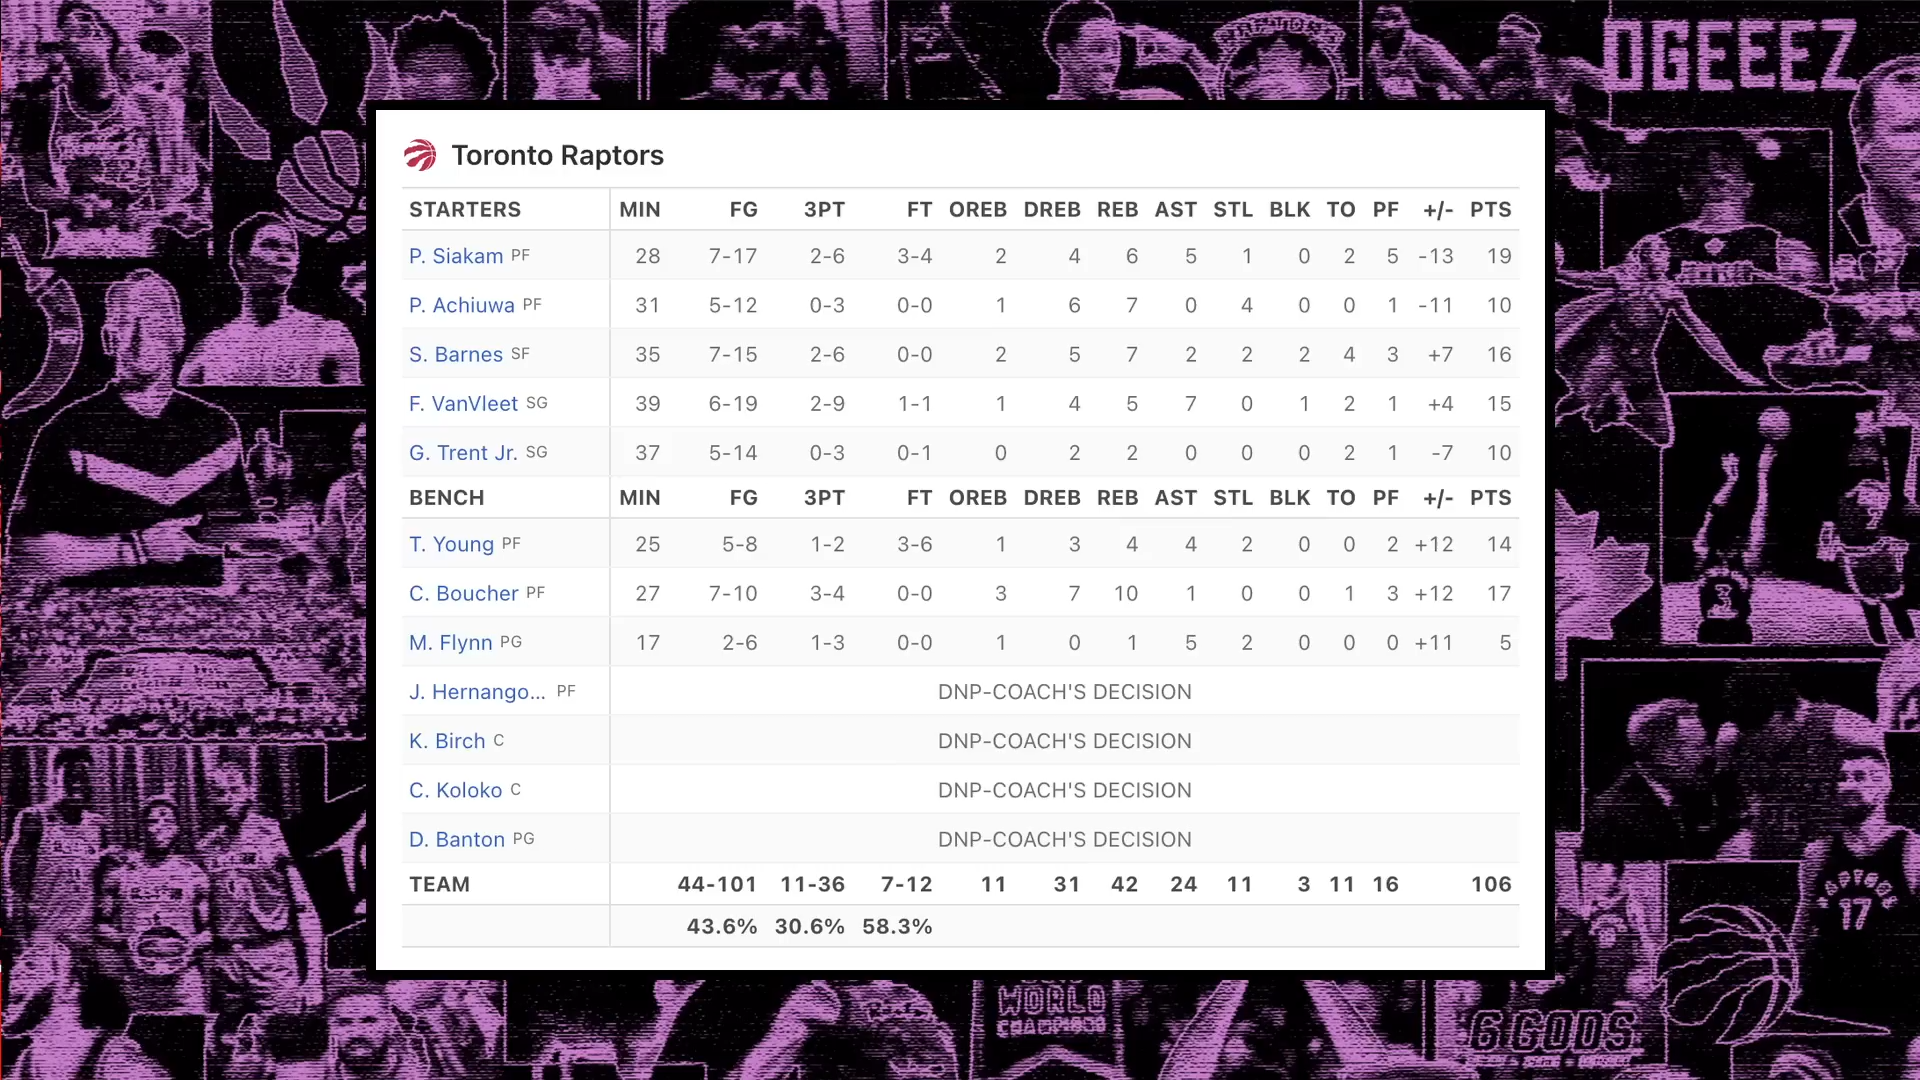 OGEEEZ
Toronto Raptors
STARTERS MIN FG 3PT FT OREB DREB REB AST STL BLK TO PF +/- PTS
P. Siakam PF 28 7-17 2-6 3-4 2 4 6 5 1 0 2 5 -13 19
P. Achiuwa PF 31 5-12 0-3 0-0 1 6 7 0 4 0 0 1 -11 10
S. Barnes SF 35 7-15 2-6 0-0 2 5 7 2 2 2 4 3 +7 16
F. VanVleet SG 39 6-19 2-9 1-1 1 4 5 7 0 1 2 1 +4 15
G. Trent Jr. SG 37 5-14 0-3 0-1 0 2 2 0 0 0 2 1 -7 10
BENCH MIN FG 3PT FT OREB DREB REB AST STL BLK TO PF +/- PTS
T. Young PF 25 5-8 1-2 3-6 1 3 4 4 2 0 0 2 +12 14
C. Boucher PF 27 7-10 3-4 0-0 3 7 10 1 0 0 1 3 +12 17
M. Flynn PG 17 2-6 1-3 0-0 1 0 1 5 2 0 0 0 +11 5
J. Hernango... PF DNP-COACH'S DECISION
K. Birch C DNP-COACH'S DECISION
C. Koloko C DNP-COACH'S DECISION
D. Banton PG DNP-COACH'S DECISION
TEAM 44-101 11-36 7-12 11 31 42 24 11 3 11 16 106
43.6% 30.6% 58.3%
3
17
WORLD
CHAMPIONS
6 GODS